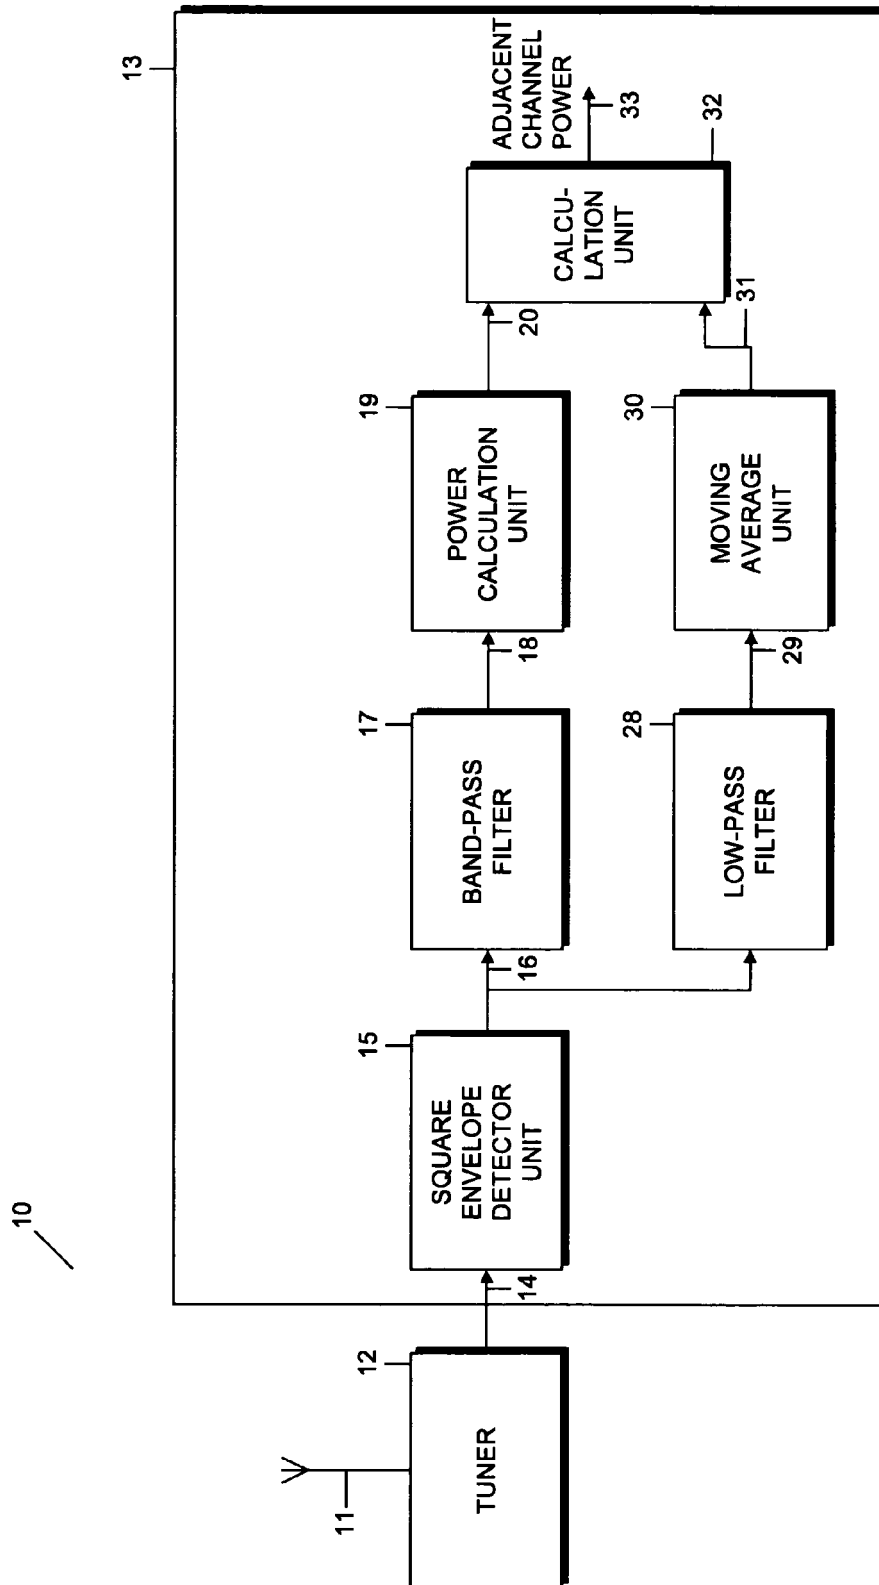 10
13
11
12
TUNER
14
15
SQUARE
ENVELOPE
DETECTOR
UNIT
16
17
BAND-PASS
FILTER
18
19
POWER
CALCULATION
UNIT
20
28
LOW-PASS
FILTER
29
30
MOVING
AVERAGE
UNIT
31
CALCU-
LATION
UNIT
32
33
ADJACENT
CHANNEL
POWER